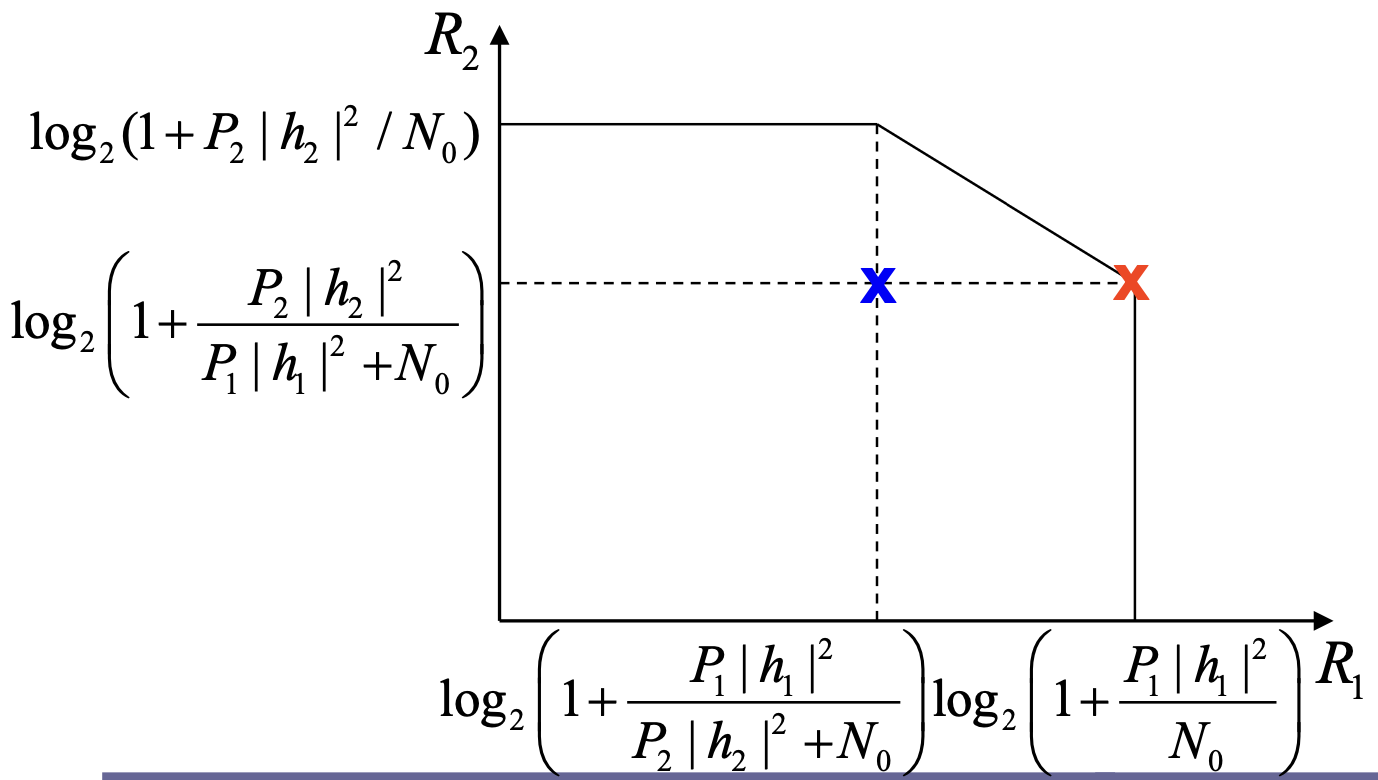 R₂
log₂(1+P₂|h₂|²/N₀)
log₂(1+ P₂|h₂|² / P₁|h₁|²+N₀)
X X
log₂(1+ P₁|h₁|² / P₂|h₂|²+N₀) log₂(1+ P₁|h₁|² / N₀) R₁